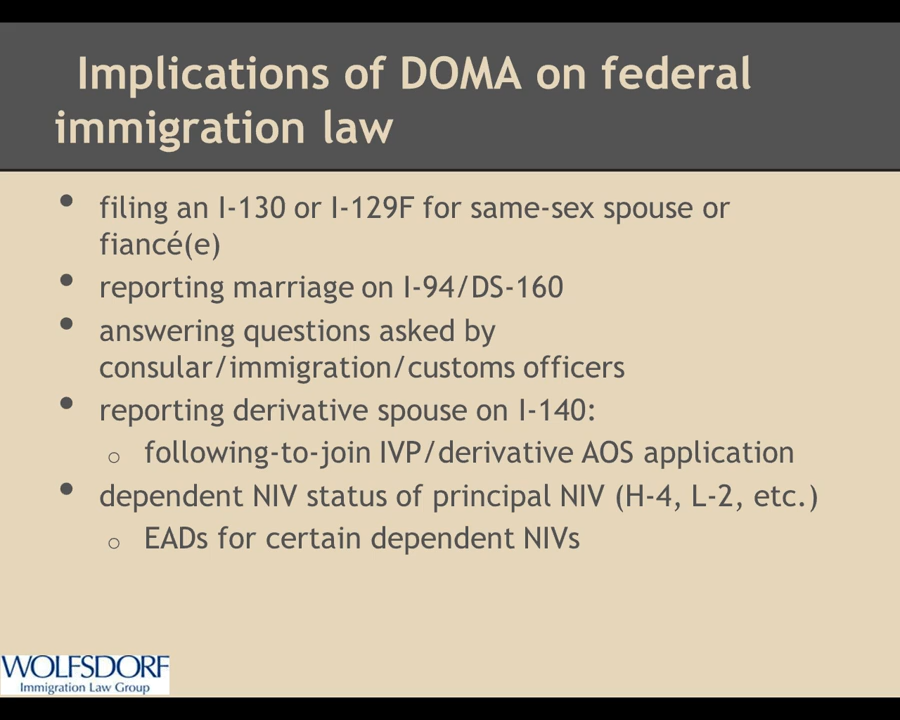 Implications of DOMA on federal
immigration law
• filing an I-130 or I-129F for same-sex spouse or
fiancé(e)
• reporting marriage on I-94/DS-160
• answering questions asked by
consular/immigration/customs officers
• reporting derivative spouse on I-140:
o following-to-join IVP/derivative AOS application
• dependent NIV status of principal NIV (H-4, L-2, etc.)
o EADs for certain dependent NIVs
WOLFSDORF
Immigration Law Group